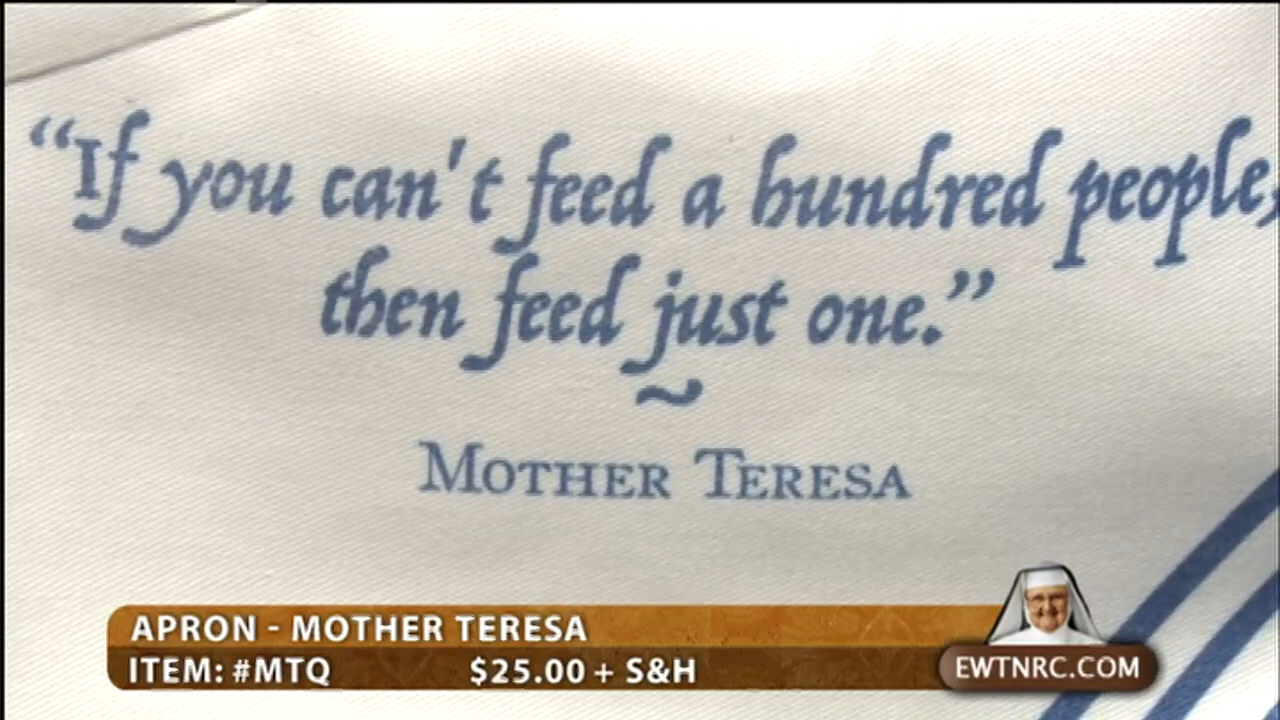 “If you can't feed a hundred people,
then feed just one.”
~
MOTHER TERESA
APRON - MOTHER TERESA
ITEM: #MTQ $25.00 + S&H
EWTNRC.COM